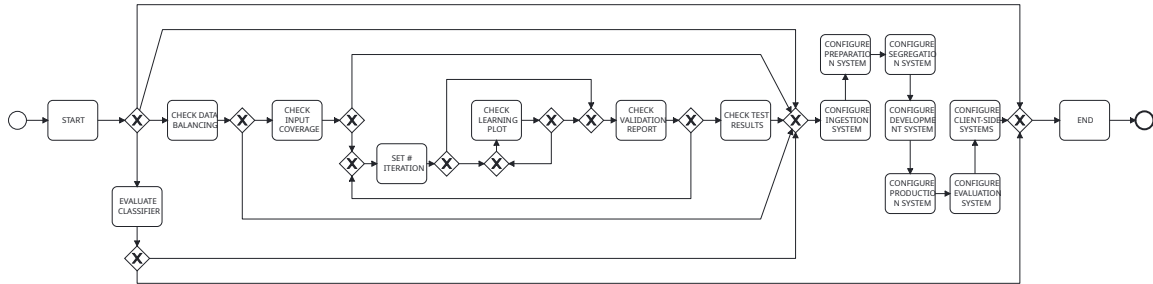 START
CHECK DATA
BALANCING
CHECK
INPUT
COVERAGE
SET #
ITERATION
CHECK
LEARNING
PLOT
CHECK
VALIDATION
REPORT
CHECK TEST
RESULTS
CONFIGURE
INGESTION
SYSTEM
CONFIGURE
PREPARATIO
N SYSTEM
CONFIGURE
SEGREGATIO
N SYSTEM
CONFIGURE
DEVELOPME
NT SYSTEM
CONFIGURE
PRODUCTIO
N SYSTEM
CONFIGURE
EVALUATION
SYSTEM
CONFIGURE
CLIENT-SIDE
SYSTEMS
END
EVALUATE
CLASSIFIER